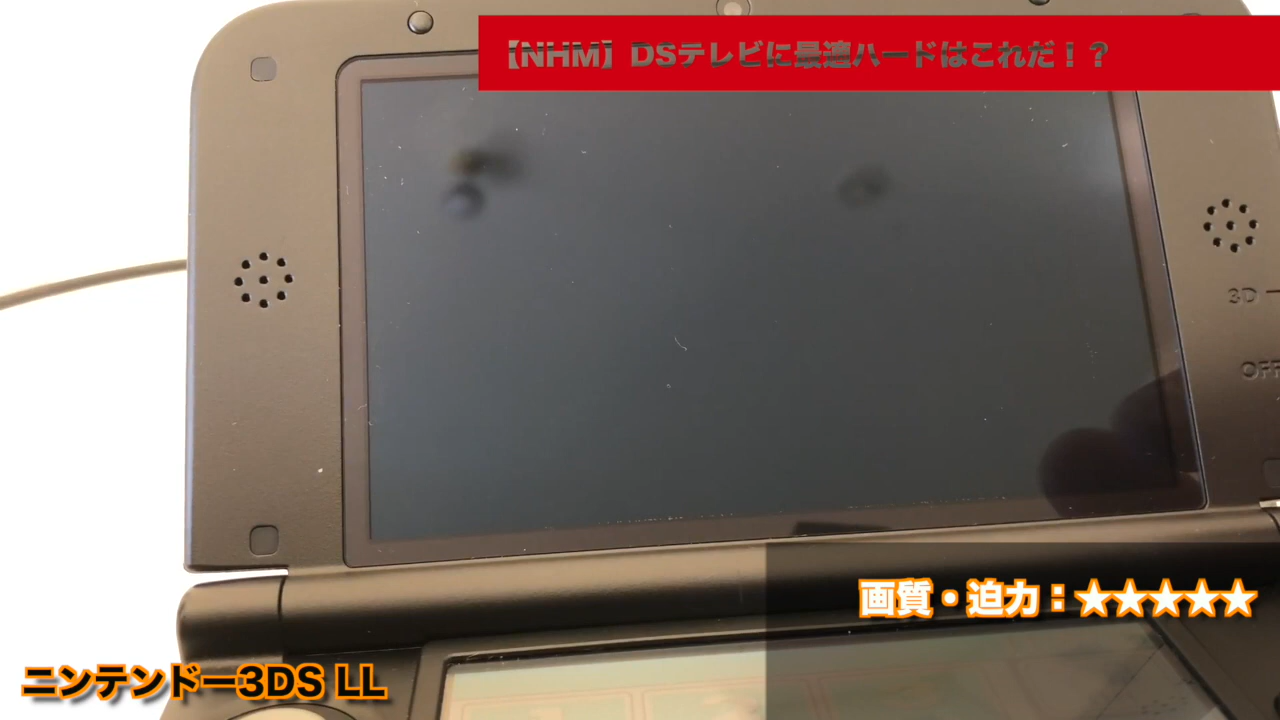 【NHM】DSテレビに最適ハードはこれだ！？
3D
OFF
画質・迫力：★★★★★
ニンテンドー3DS LL